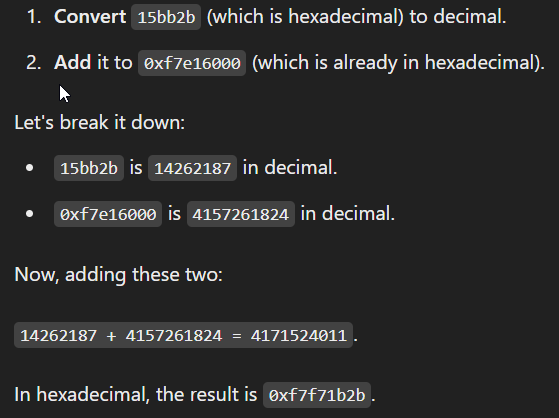 1. Convert 15bb2b (which is hexadecimal) to decimal.
2. Add it to 0xf7e16000 (which is already in hexadecimal).
Let's break it down:
• 15bb2b is 14262187 in decimal.
• 0xf7e16000 is 4157261824 in decimal.
Now, adding these two:
14262187 + 4157261824 = 4171524011.
In hexadecimal, the result is 0xf7f71b2b.